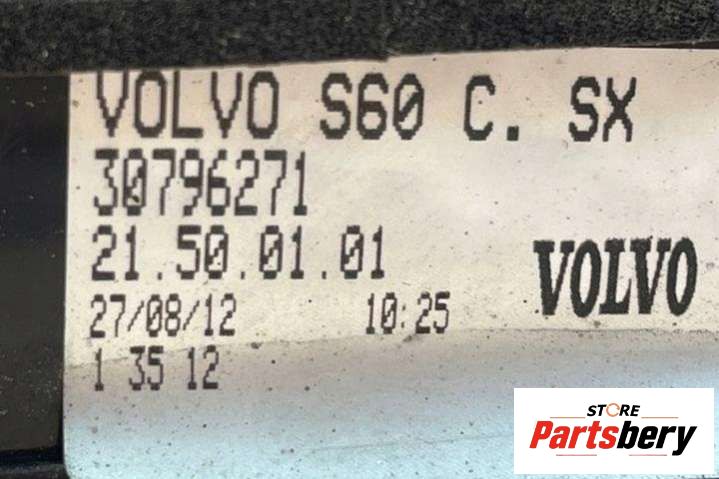 VOLVO S60 C. SX
30796271
21.50.01.01
VOLVO
27/08/12 10:25
1 35 12
STORE
Partsbery